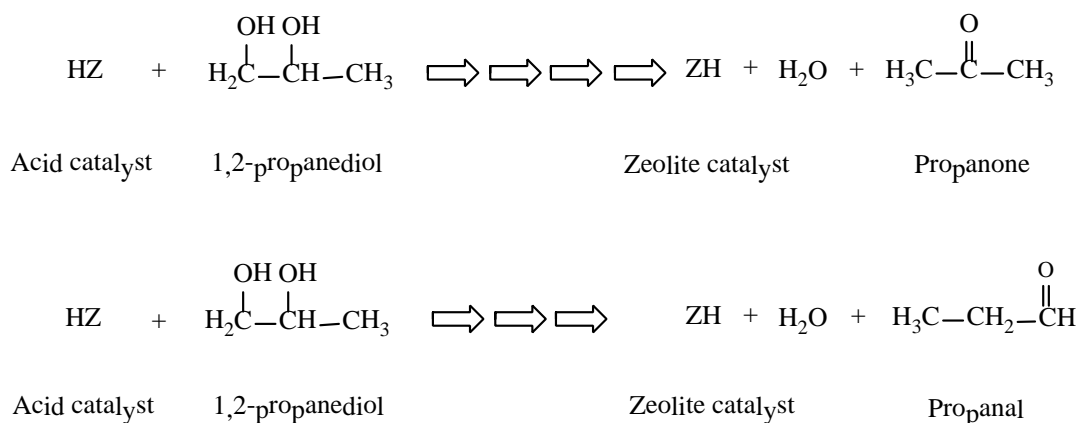 OH OH
O
HZ + H₂C—CH—CH₃ ZH + H₂O + H₃C—C—CH₃
Acid catalyst 1,2-propanediol Zeolite catalyst Propanone
OH OH
O
HZ + H₂C—CH—CH₃ ZH + H₂O + H₃C—CH₂—CH
Acid catalyst 1,2-propanediol Zeolite catalyst Propanal